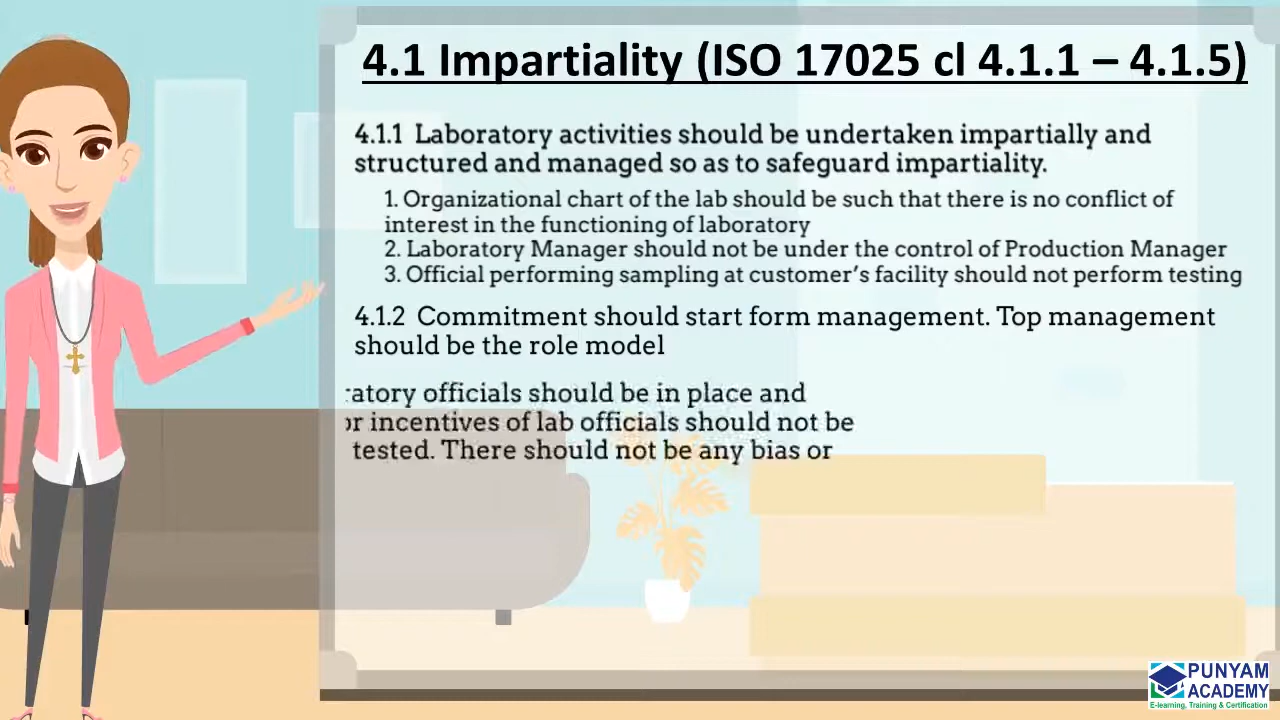 4.1 Impartiality (ISO 17025 cl 4.1.1 – 4.1.5)
4.1.1 Laboratory activities should be undertaken impartially and
structured and managed so as to safeguard impartiality.
1. Organizational chart of the lab should be such that there is no conflict of
interest in the functioning of laboratory
2. Laboratory Manager should not be under the control of Production Manager
3. Official performing sampling at customer’s facility should not perform testing
4.1.2 Commitment should start form management. Top management
should be the role model
officials should be in place and
incentives of lab officials should not be
tested. There should not be any bias or
PUNYAM
ACADEMY
E-learning, Training & Certification